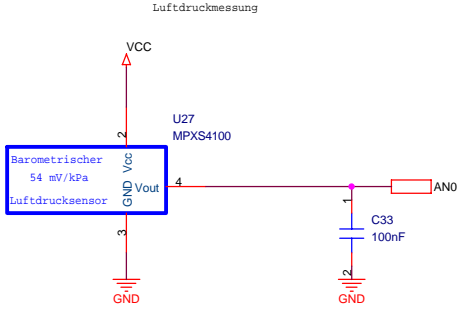 Luftdruckmessung
VCC
U27
MPXS4100
2
Barometrischer
54 mV/kPa
Luftdrucksensor
Vcc
GND
Vout
4
3
GND
AN0
1
C33
100nF
2
GND